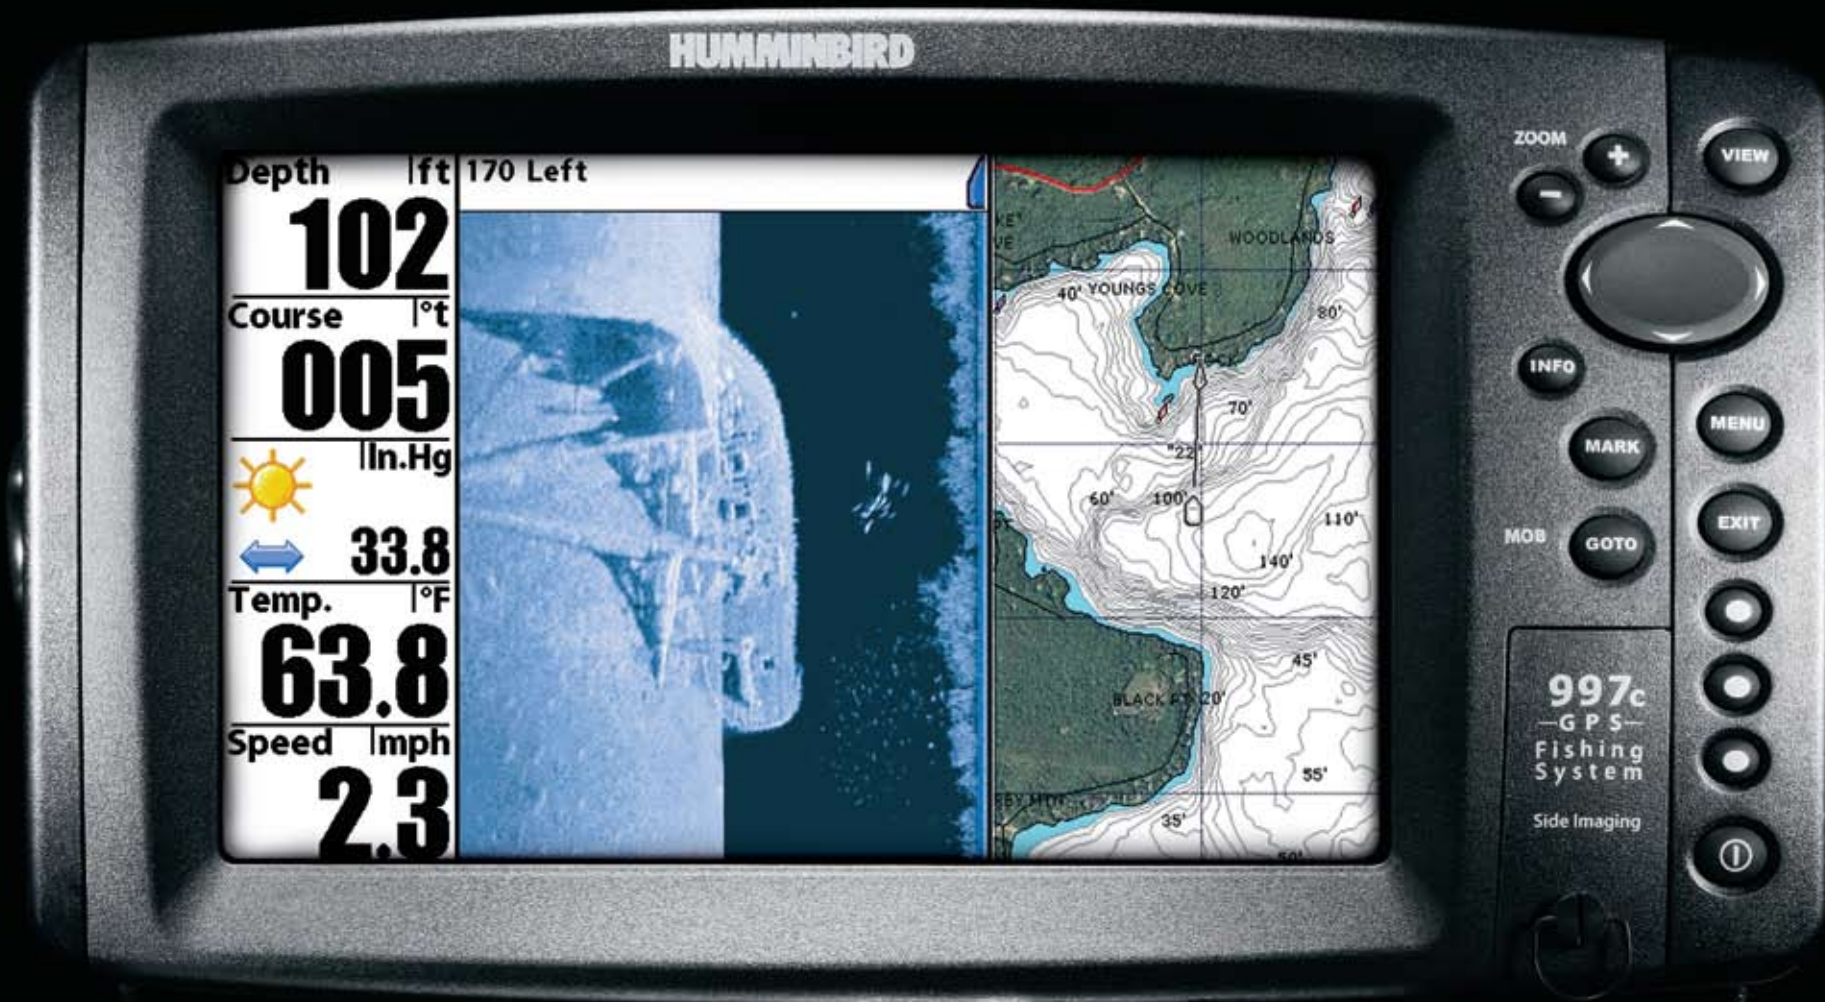 HUMMINBIRD
Depth ft
102
Course °t
005
In.Hg
33.8
Temp. °F
63.8
Speed mph
2.3
170 Left
WOODLANDS
40' YOUNGS COVE
80'
70'
"22'
60' 100'
110'
140'
120'
45'
BLACK PT 20'
55'
35'
50'
ZOOM
+
-
VIEW
INFO
MENU
MARK
EXIT
MOB
GOTO
997c
GPS
Fishing
System
Side Imaging